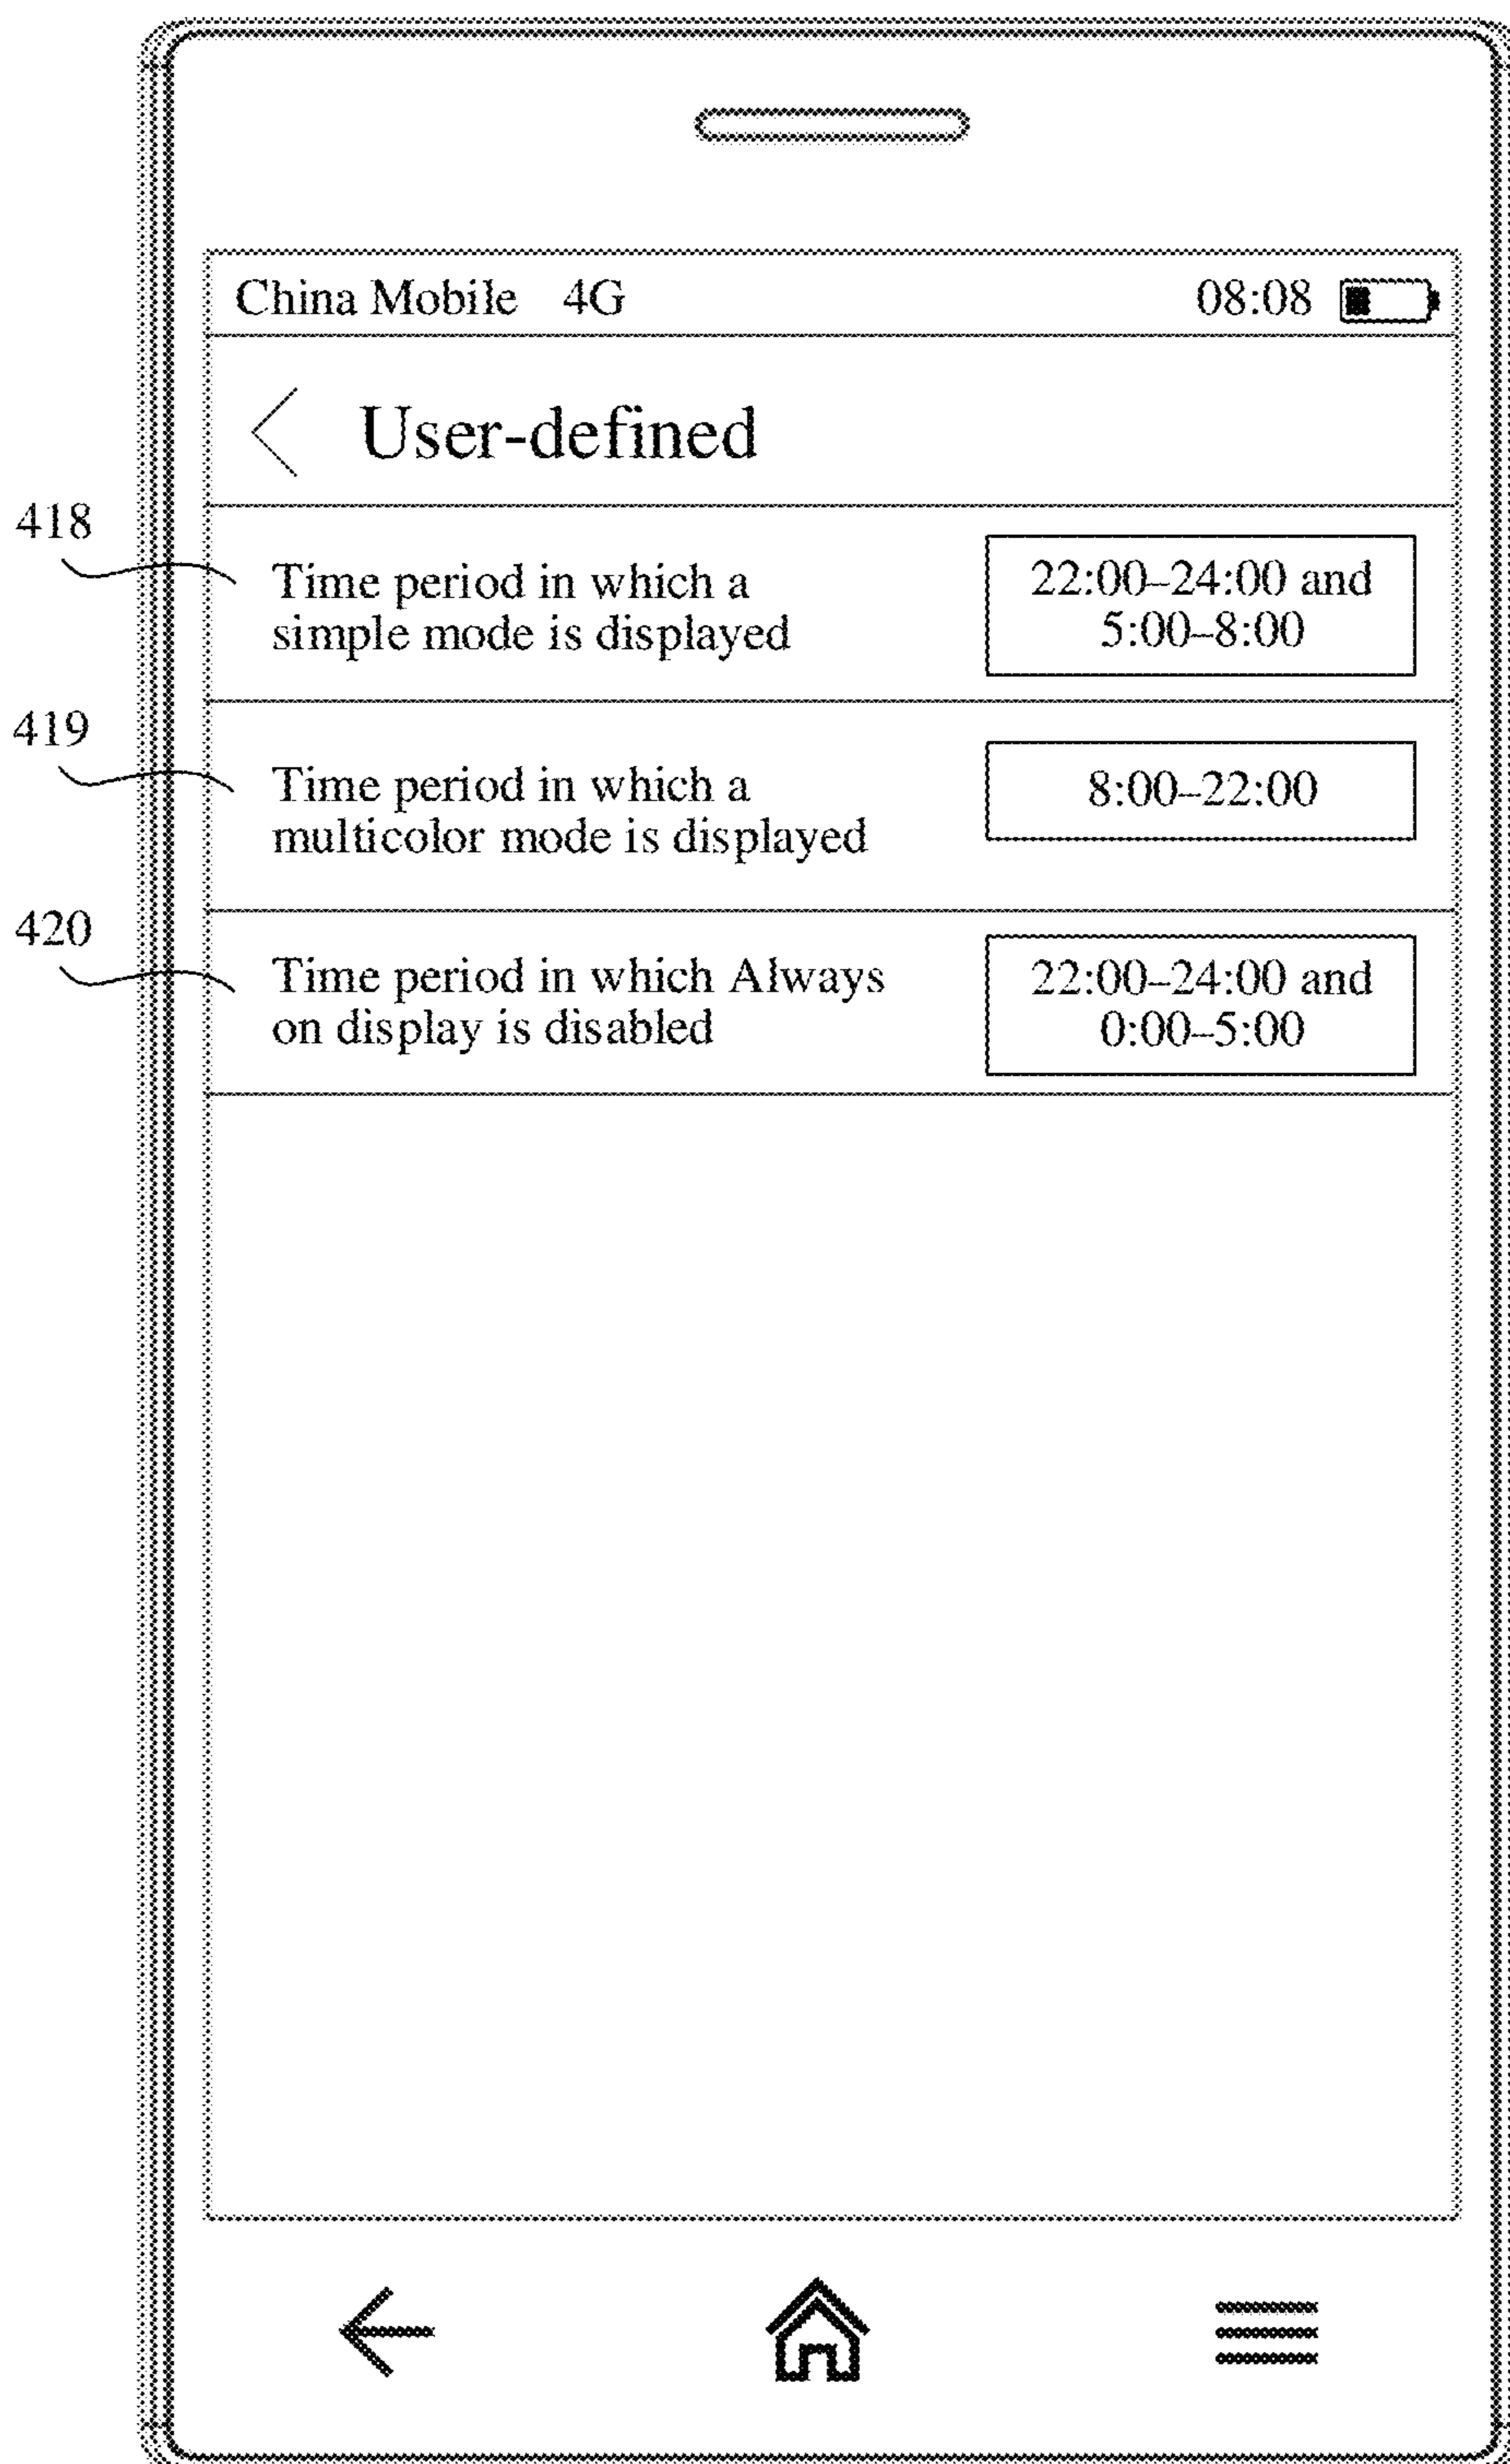 China Mobile 4G 08:08
User-defined
418
Time period in which a
simple mode is displayed
22:00–24:00 and
5:00–8:00
419
Time period in which a
multicolor mode is displayed
8:00–22:00
420
Time period in which Always
on display is disabled
22:00–24:00 and
0:00–5:00